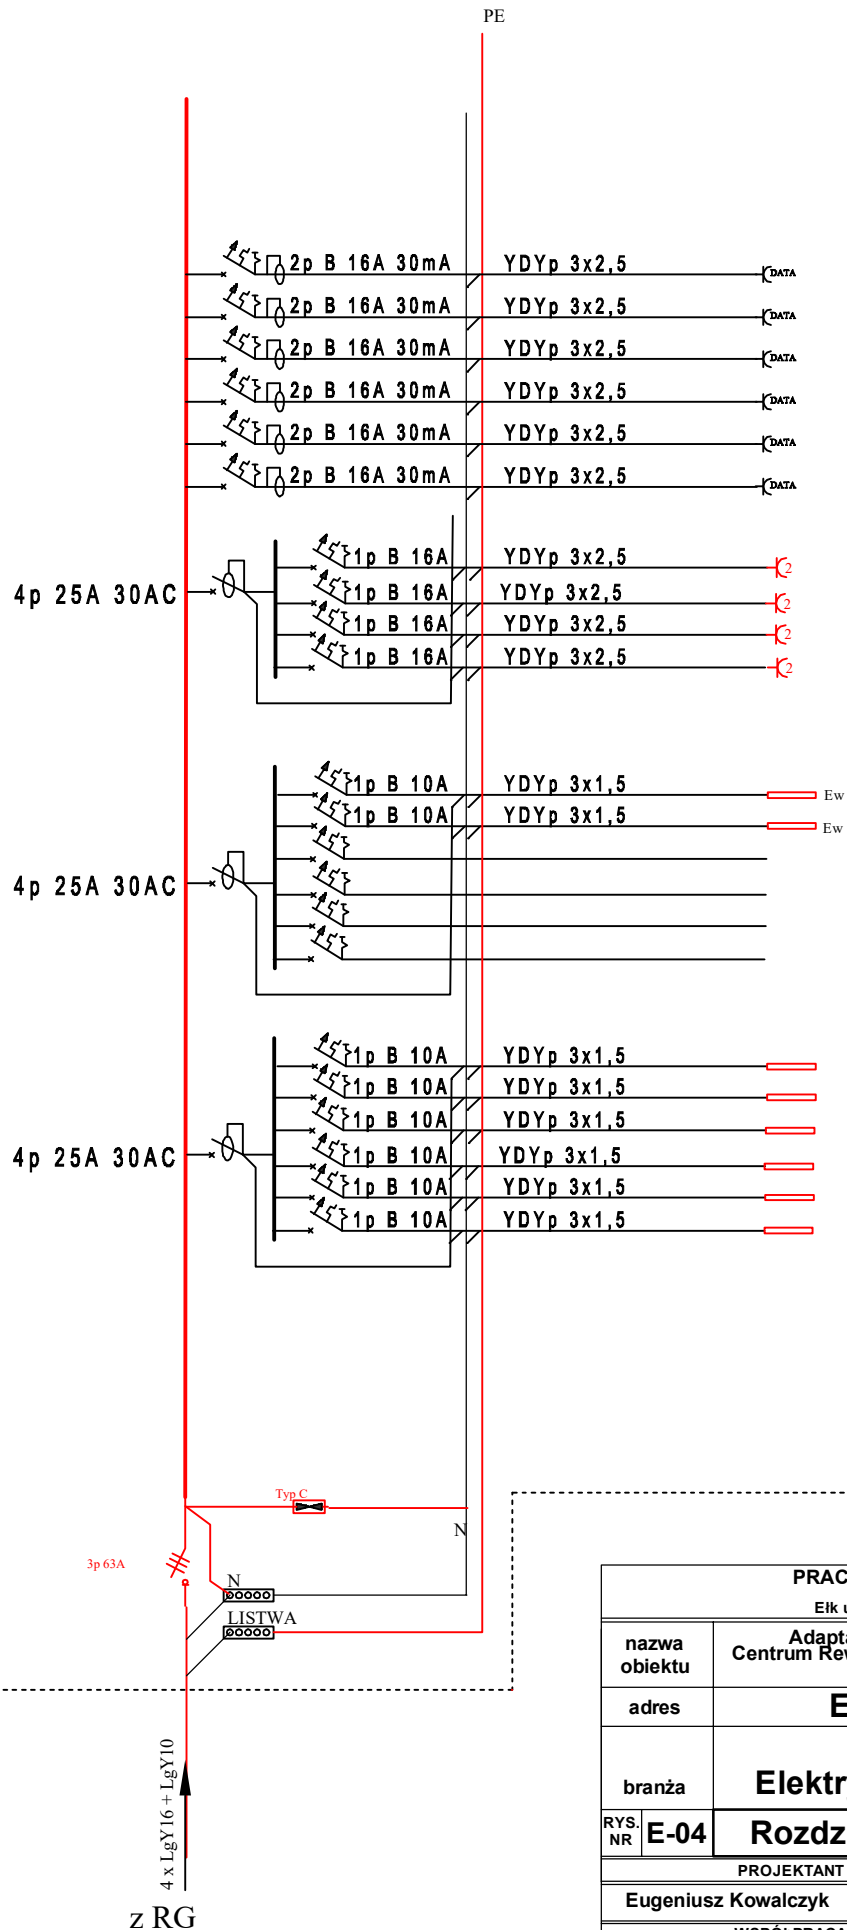 PE
2p B 16A 30mA YDYp 3x2,5 DATA
2p B 16A 30mA YDYp 3x2,5 DATA
2p B 16A 30mA YDYp 3x2,5 DATA
2p B 16A 30mA YDYp 3x2,5 DATA
2p B 16A 30mA YDYp 3x2,5 DATA
2p B 16A 30mA YDYp 3x2,5 DATA
1p B 16A YDYp 3x2,5 2
4p 25A 30AC 1p B 16A YDYp 3x2,5 2
1p B 16A YDYp 3x2,5 2
1p B 16A YDYp 3x2,5 2
1p B 10A YDYp 3x1,5 Ew
1p B 10A YDYp 3x1,5 Ew
4p 25A 30AC
1p B 10A YDYp 3x1,5
1p B 10A YDYp 3x1,5
1p B 10A YDYp 3x1,5
4p 25A 30AC 1p B 10A YDYp 3x1,5
1p B 10A YDYp 3x1,5
1p B 10A YDYp 3x1,5
Typ C
N
3p 63A
N
LISTWA
4 x LgY16 + LgY10
z RG
PRAC
Ełk u
nazwa obiektu
Adapta
Centrum Rew
adres
E
branża
Elektry
RYS. NR
E-04
Rozdz
PROJEKTANT
Eugeniusz Kowalczyk